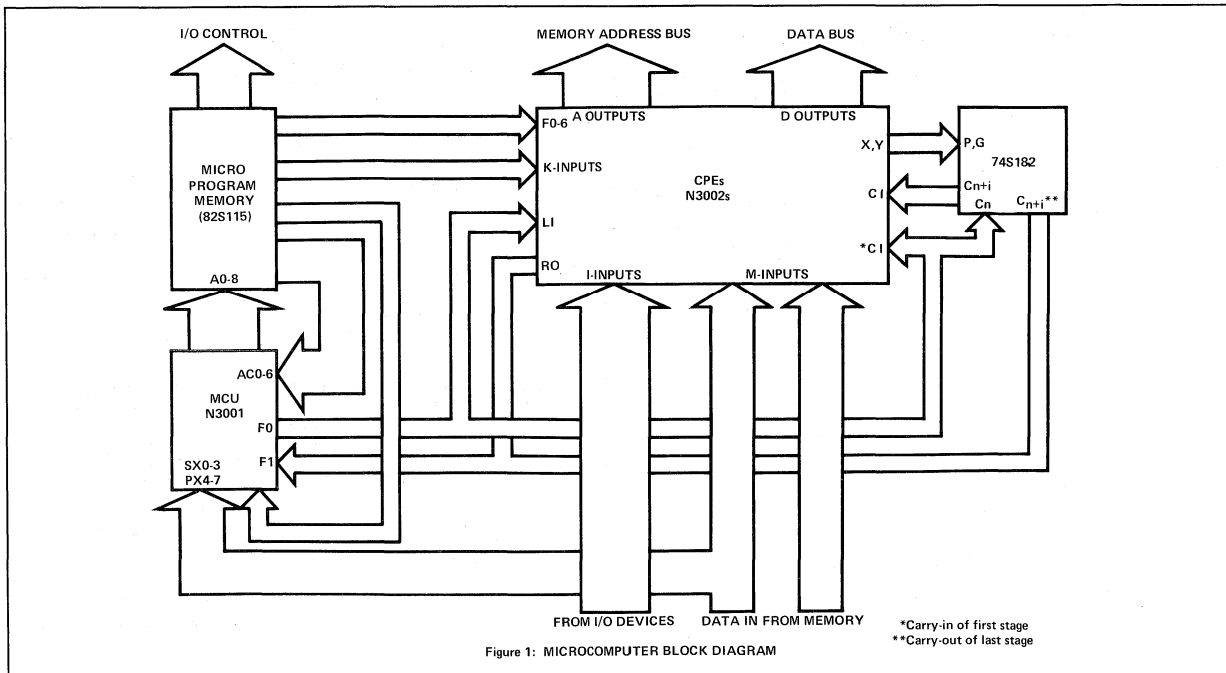 I/O CONTROL
MEMORY ADDRESS BUS
DATA BUS
MICRO
PROGRAM
MEMORY
(82S115)
A0-8
F0-6
A OUTPUTS
D OUTPUTS
K-INPUTS
CPEs
N3002s
X,Y
CI
*CI
LI
RO
I-INPUTS
M-INPUTS
P,G
74S182
Cn+i
Cn
Cn+i**
AC0-6
MCU
N3001
F0
F1
SX0-3
PX4-7
FROM I/O DEVICES
DATA IN FROM MEMORY
*Carry-in of first stage
**Carry-out of last stage
Figure 1: MICROCOMPUTER BLOCK DIAGRAM